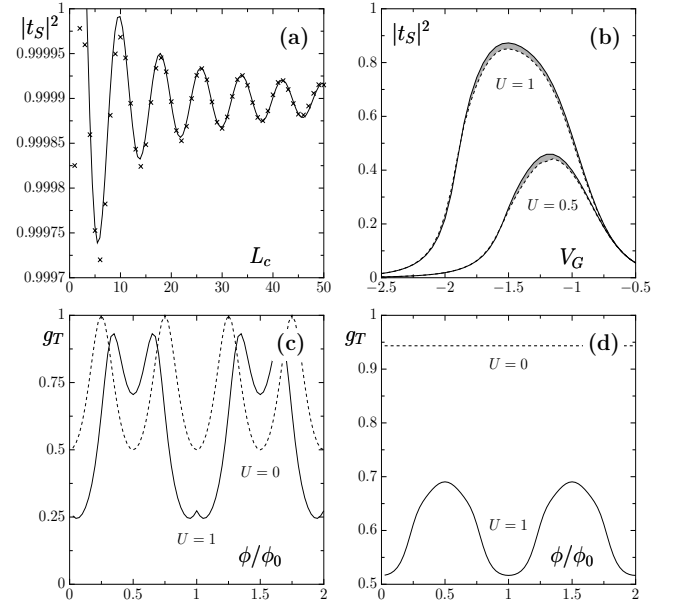 |t_S|^2
1
0.99995
0.9999
0.99985
0.9998
0.99975
0.9997
0 10 20 30 40 50
(a)
L_c
|t_S|^2
1
0.8
0.6
0.4
0.2
0
−2.5 −2 −1.5 −1 −0.5
(b)
U = 1
U = 0.5
V_G
g_T
1
0.75
0.5
0.25
0
0 0.5 1 1.5 2
(c)
U = 0
U = 1
ϕ/ϕ_0
g_T
1
0.9
0.8
0.7
0.6
0.5
0 0.5 1 1.5 2
(d)
U = 0
U = 1
ϕ/ϕ_0